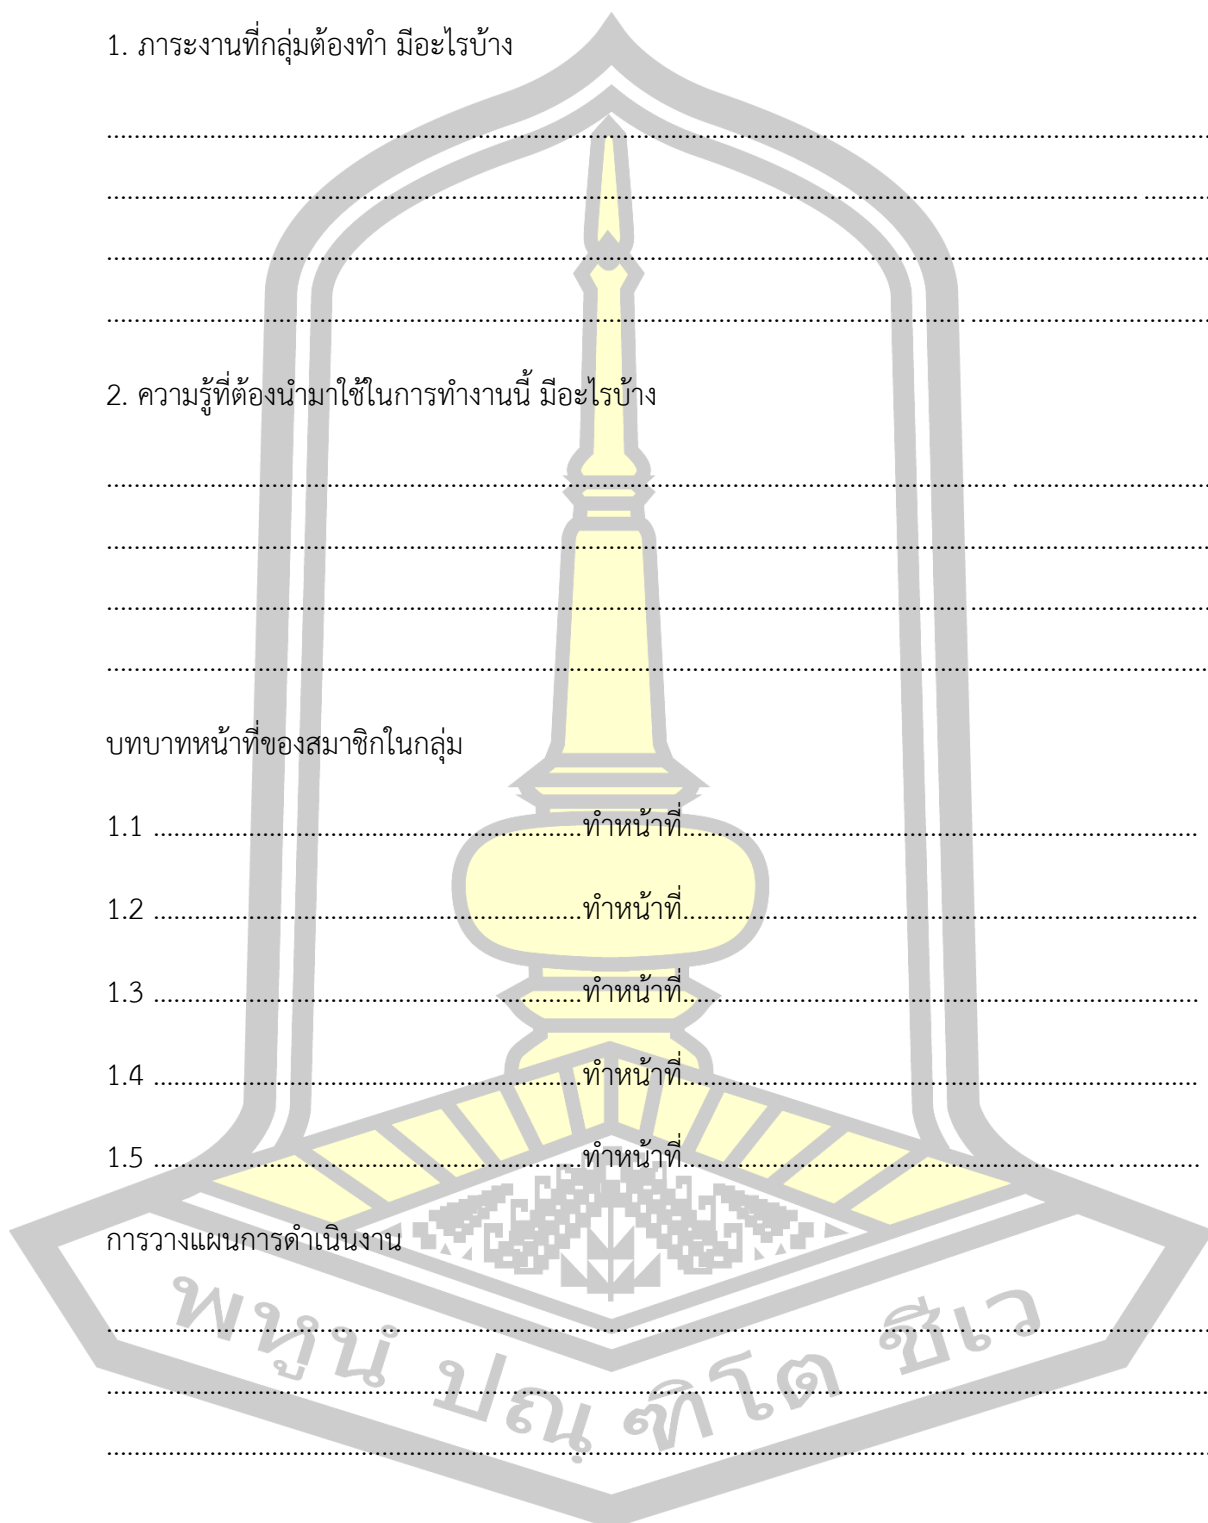 1. ภาระงานที่กลุ่มต้องทำ มีอะไรบ้าง
............................................................................................................................ ...................................
............................................................................................................................................. ..........
........................................................................................................................ .......................................
............................................................................................................................ ...................................
2. ความรู้ที่ต้องนำมาใช้ในการทำงานนี้ มีอะไรบ้าง
.................................................................................................................................. .............................
..................................................................................................... ..........................................................
............................................................................................................................ ...................................
................................................................................................................................................................
บทบาทหน้าที่ของสมาชิกในกลุ่ม
1.1 ..............................................................ทำหน้าที่...........................................................................
1.2 ..............................................................ทำหน้าที่...........................................................................
1.3 ..............................................................ทำหน้าที่...........................................................................
1.4 ..............................................................ทำหน้าที่...........................................................................
1.5 ..............................................................ทำหน้าที่...........................................................................
การวางแผนการดำเนินงาน
................................................................................................................................................................
................................................................................................................................................................
............................................................................................................................ ...................................
พหูนํ ปณฺฑิโต ชีเว